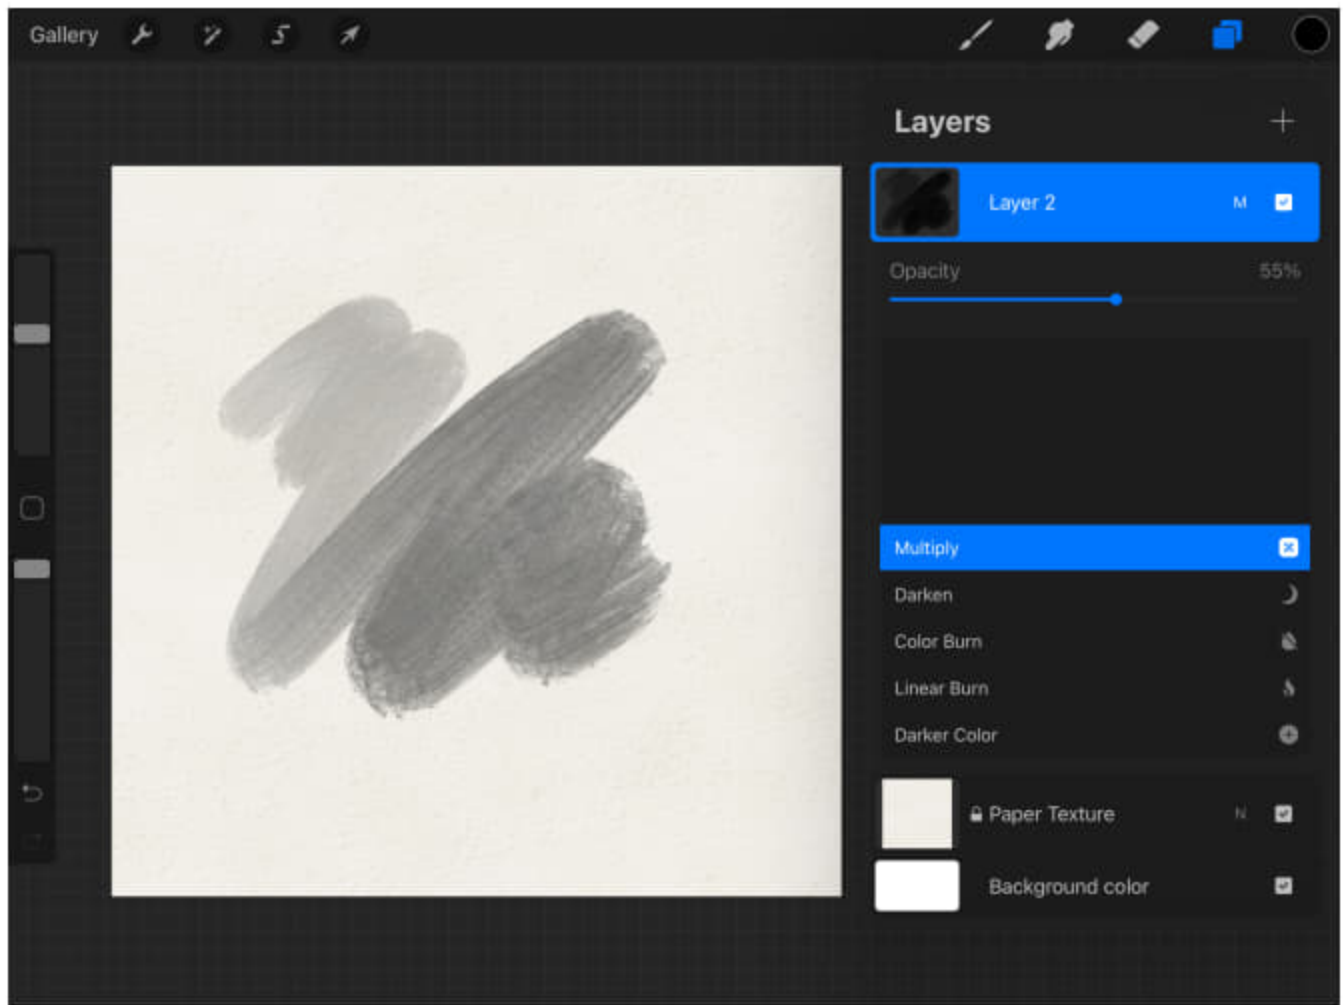 Gallery
Layers
Layer 2 M
Opacity 55%
Multiply
Darken
Color Burn
Linear Burn
Darker Color
Paper Texture N
Background color